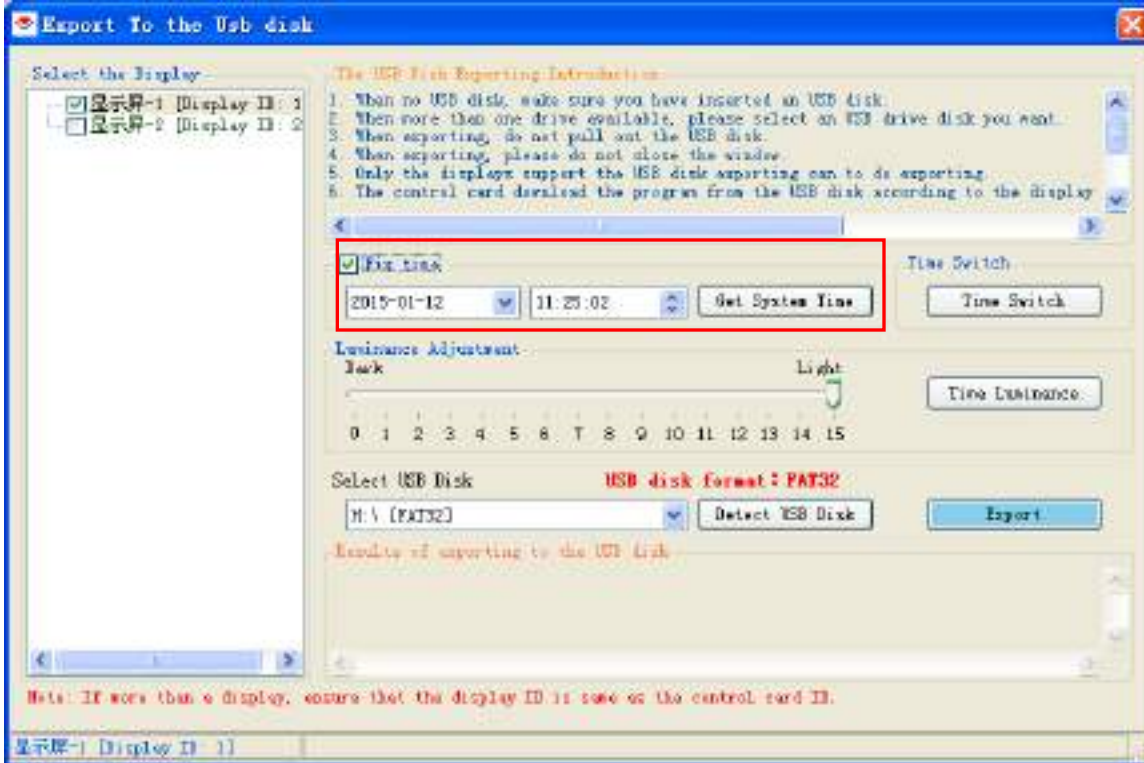 Export To the Usb disk
Select the Display
显示屏-1 [Display ID: 1
显示屏-2 [Display ID: 2
The USB Disk Exporting Introduction
1. When no USB disk, make sure you have inserted an USB disk.
2. When more than one drive available, please select an USB drive disk you want.
3. When exporting, do not pull out the USB disk.
4. When exporting, please do not close the window.
5. Only the displays support the USB disk exporting can to do exporting.
6. The control card download the program from the USB disk according to the display
Fix time
2015-01-12 11:25:02 Get System Time
Time Switch
Time Switch
Luminance Adjustment
Dark Light
0 1 2 3 4 5 6 7 8 9 10 11 12 13 14 15
Time Luminance
Select USB Disk USB disk format:FAT32
M:\ [FAT32] Detect USB Disk Export
Results of exporting to the USB disk
Note: If more than a display, ensure that the display ID is same as the control card ID.
显示屏-1 [Display ID: 1]